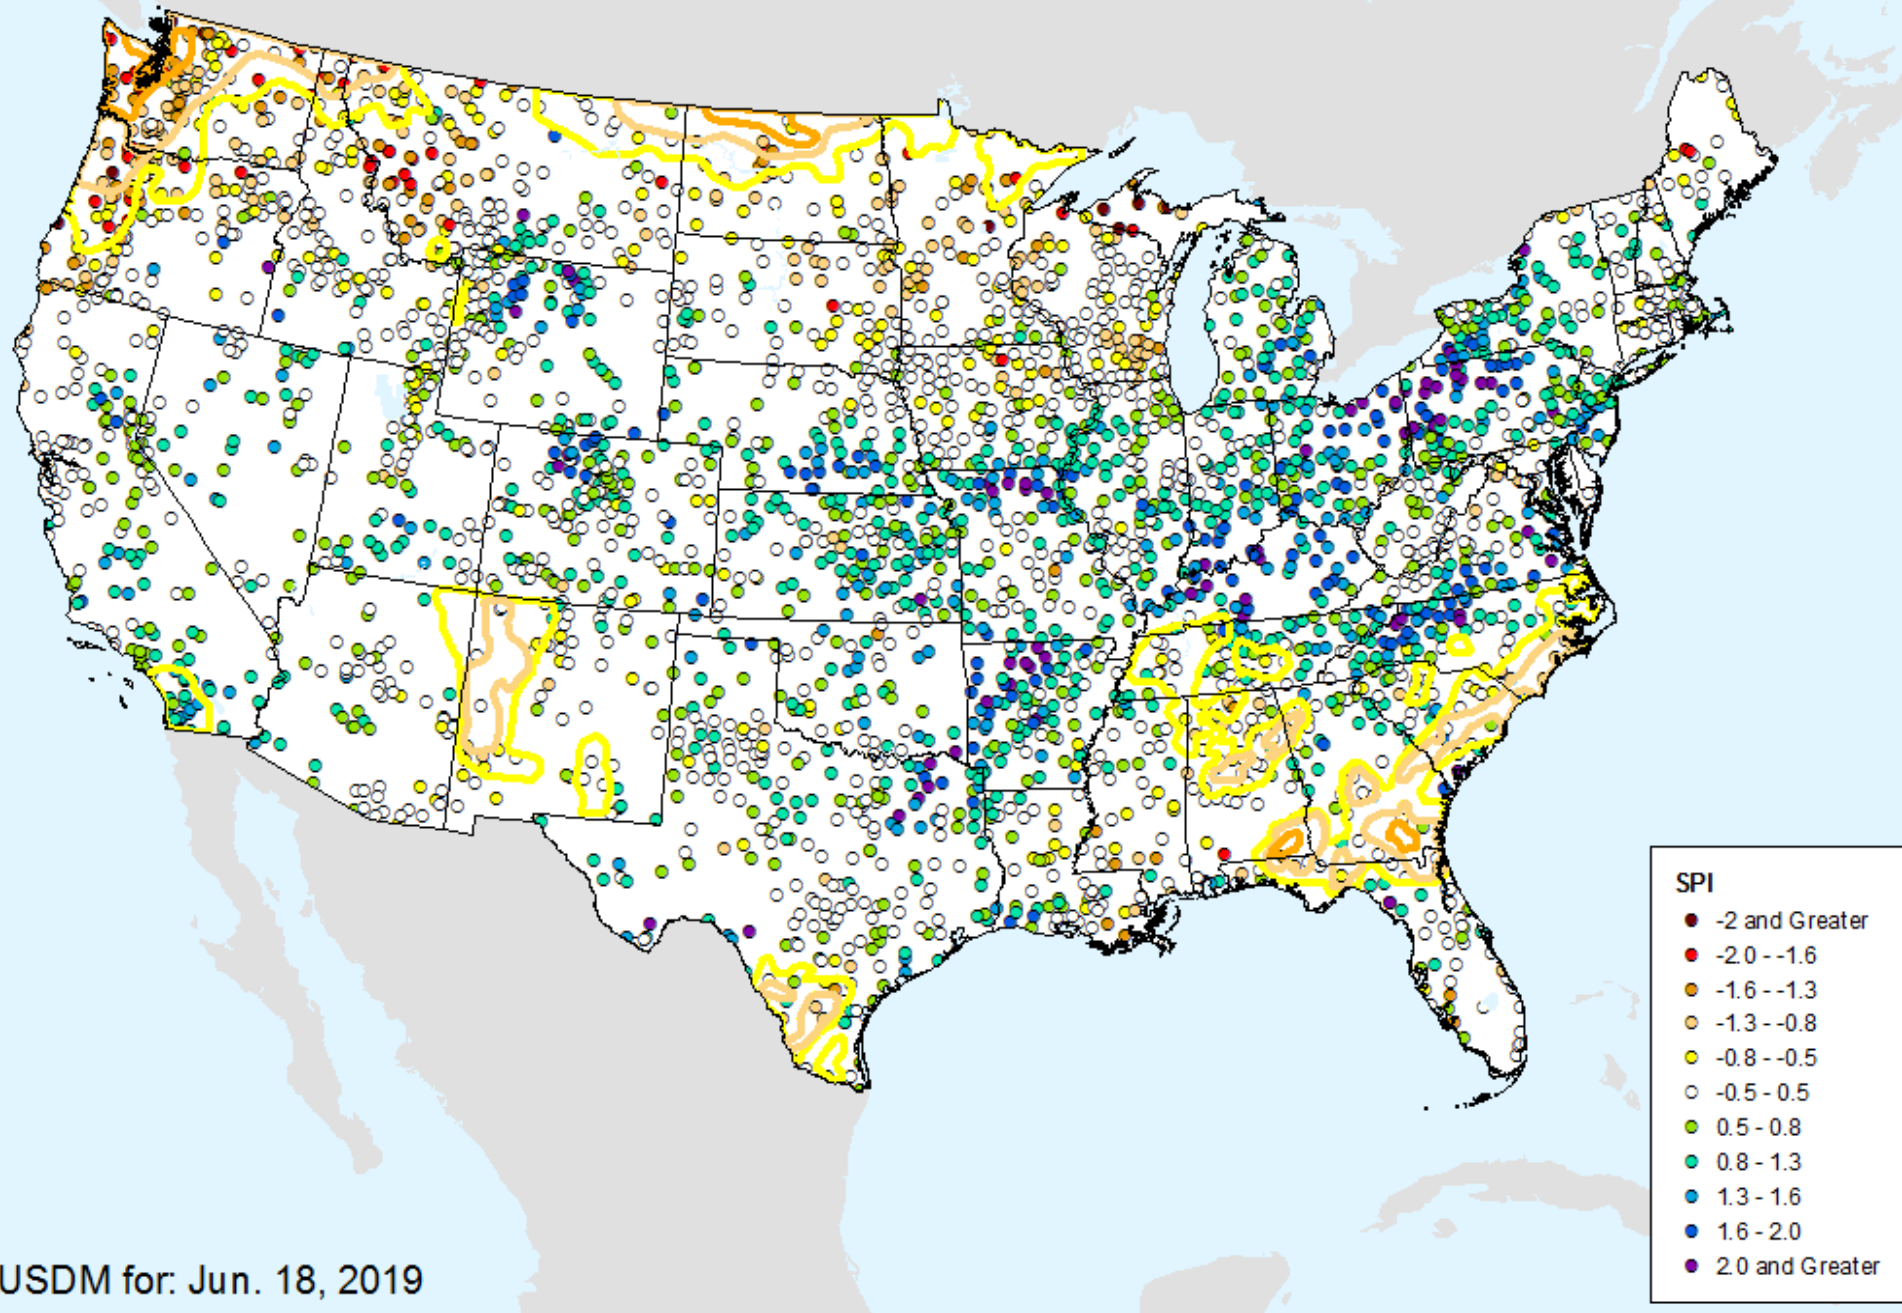 SPI
-2 and Greater
-2.0 - -1.6
-1.6 - -1.3
-1.3 - -0.8
-0.8 - -0.5
-0.5 - 0.5
0.5 - 0.8
0.8 - 1.3
1.3 - 1.6
1.6 - 2.0
2.0 and Greater
USDM for: Jun. 18, 2019